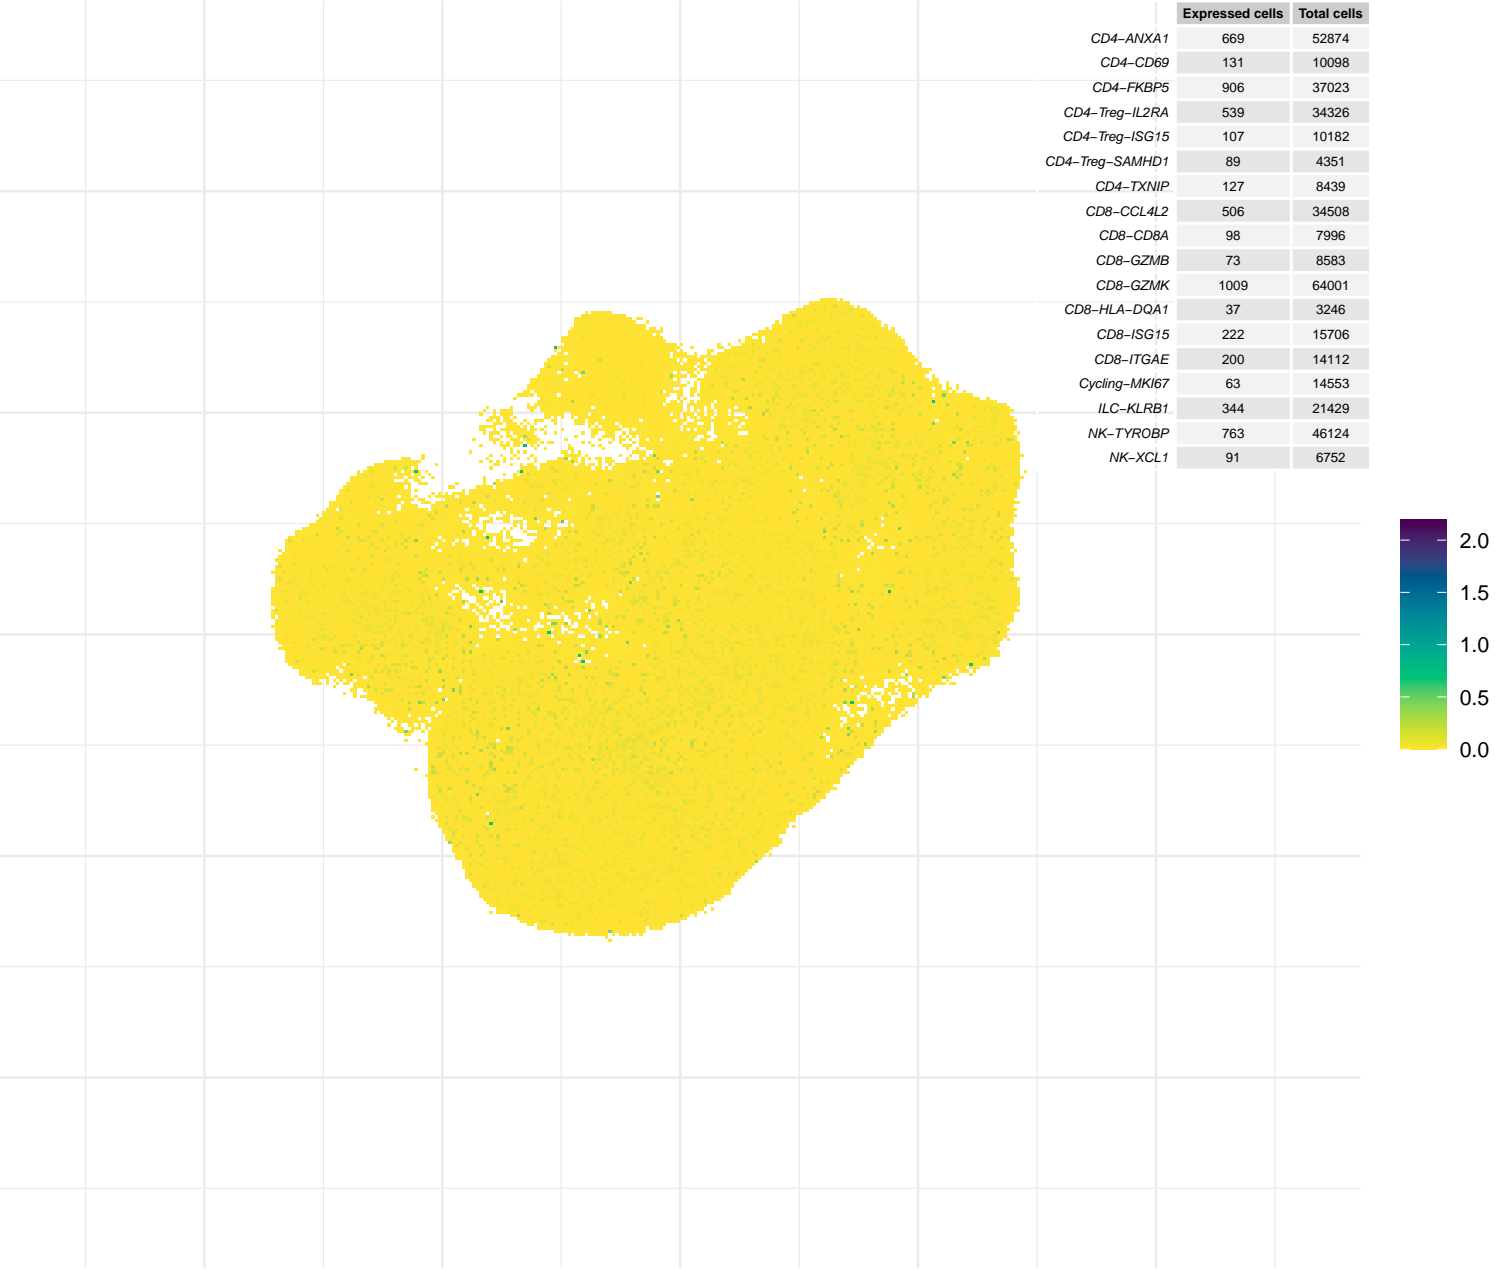 Expressed cells Total cells
CD4−ANXA1 669 52874
CD4−CD69 131 10098
CD4−FKBP5 906 37023
CD4−Treg−IL2RA 539 34326
CD4−Treg−ISG15 107 10182
CD4−Treg−SAMHD1 89 4351
CD4−TXNIP 127 8439
CD8−CCL4L2 506 34508
CD8−CD8A 98 7996
CD8−GZMB 73 8583
CD8−GZMK 1009 64001
CD8−HLA−DQA1 37 3246
CD8−ISG15 222 15706
CD8−ITGAE 200 14112
Cycling−MKI67 63 14553
ILC−KLRB1 344 21429
NK−TYROBP 763 46124
NK−XCL1 91 6752
2.0
1.5
1.0
0.5
0.0